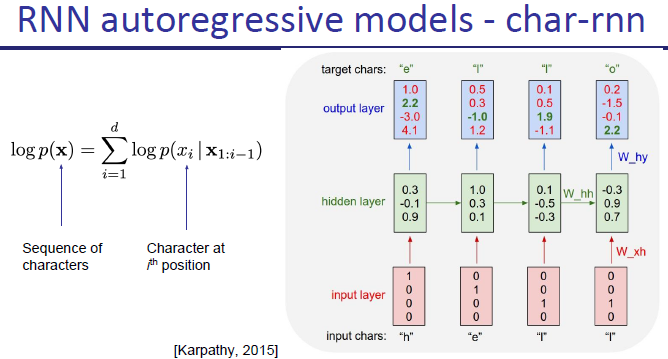 RNN autoregressive models - char-rnn
log p(x) = ∑_{i=1}^{d} log p(x_i | x_{1:i−1})
Sequence of
characters
Character at
ith position
[Karpathy, 2015]
target chars: "e" "l" "l" "o"
output layer
1.0 0.5 0.1 0.2
2.2 0.3 0.5 -1.5
-3.0 -1.0 1.9 -0.1
4.1 1.2 -1.1 2.2
W_hy
hidden layer
0.3 1.0 0.1 -0.3
-0.1 0.3 -0.5 0.9
0.9 0.1 -0.3 0.7
W_hh
W_xh
input layer
1 0 0 0
0 1 0 0
0 0 1 1
0 0 0 0
input chars: "h" "e" "l" "l"